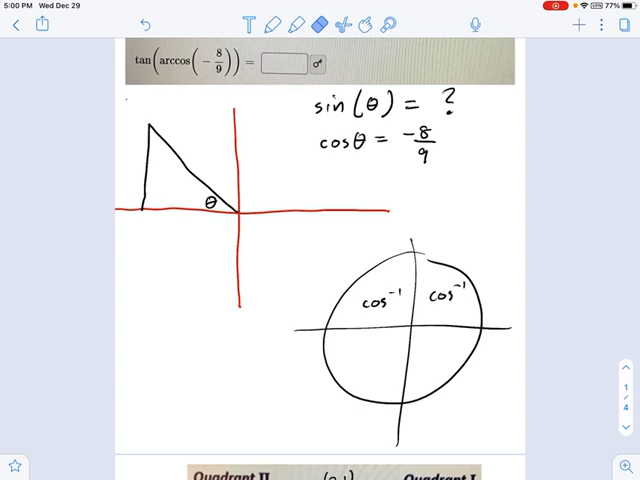 5:00 PM Wed Dec 29
77%
tan(arccos(−8/9)) =
sin(θ) = ?
cosθ = −8/9
θ
cos⁻¹ cos⁻¹
1/4
Quadrant II
Quadrant I